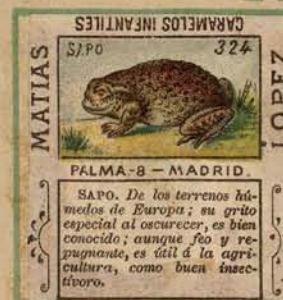 CARAMELOS INFANTILES
SAPO 324
MATIAS
LOPEZ
PALMA-8 — MADRID.
SAPO. De los terrenos hú-
medos de Europa; su grito
especial al oscurecer, es bien
conocido; aunque feo y re-
pugnante, es útil á la agri-
cultura, como buen insec-
tívoro.